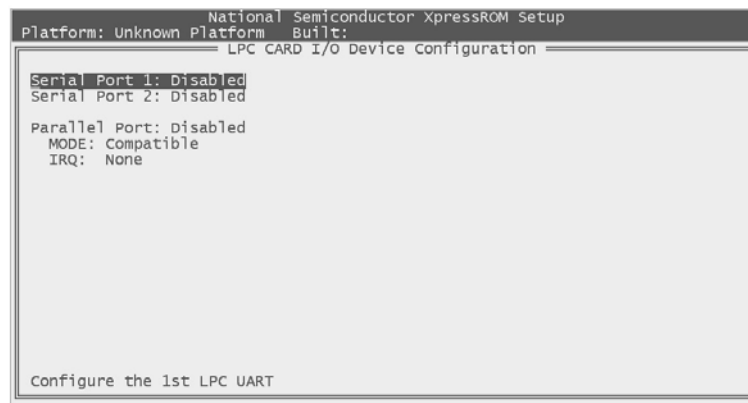 National Semiconductor XpressROM Setup
Platform: Unknown Platform Built:
LPC CARD I/O Device Configuration
Serial Port 1: Disabled
Serial Port 2: Disabled
Parallel Port: Disabled
MODE: Compatible
IRQ: None
Configure the 1st LPC UART